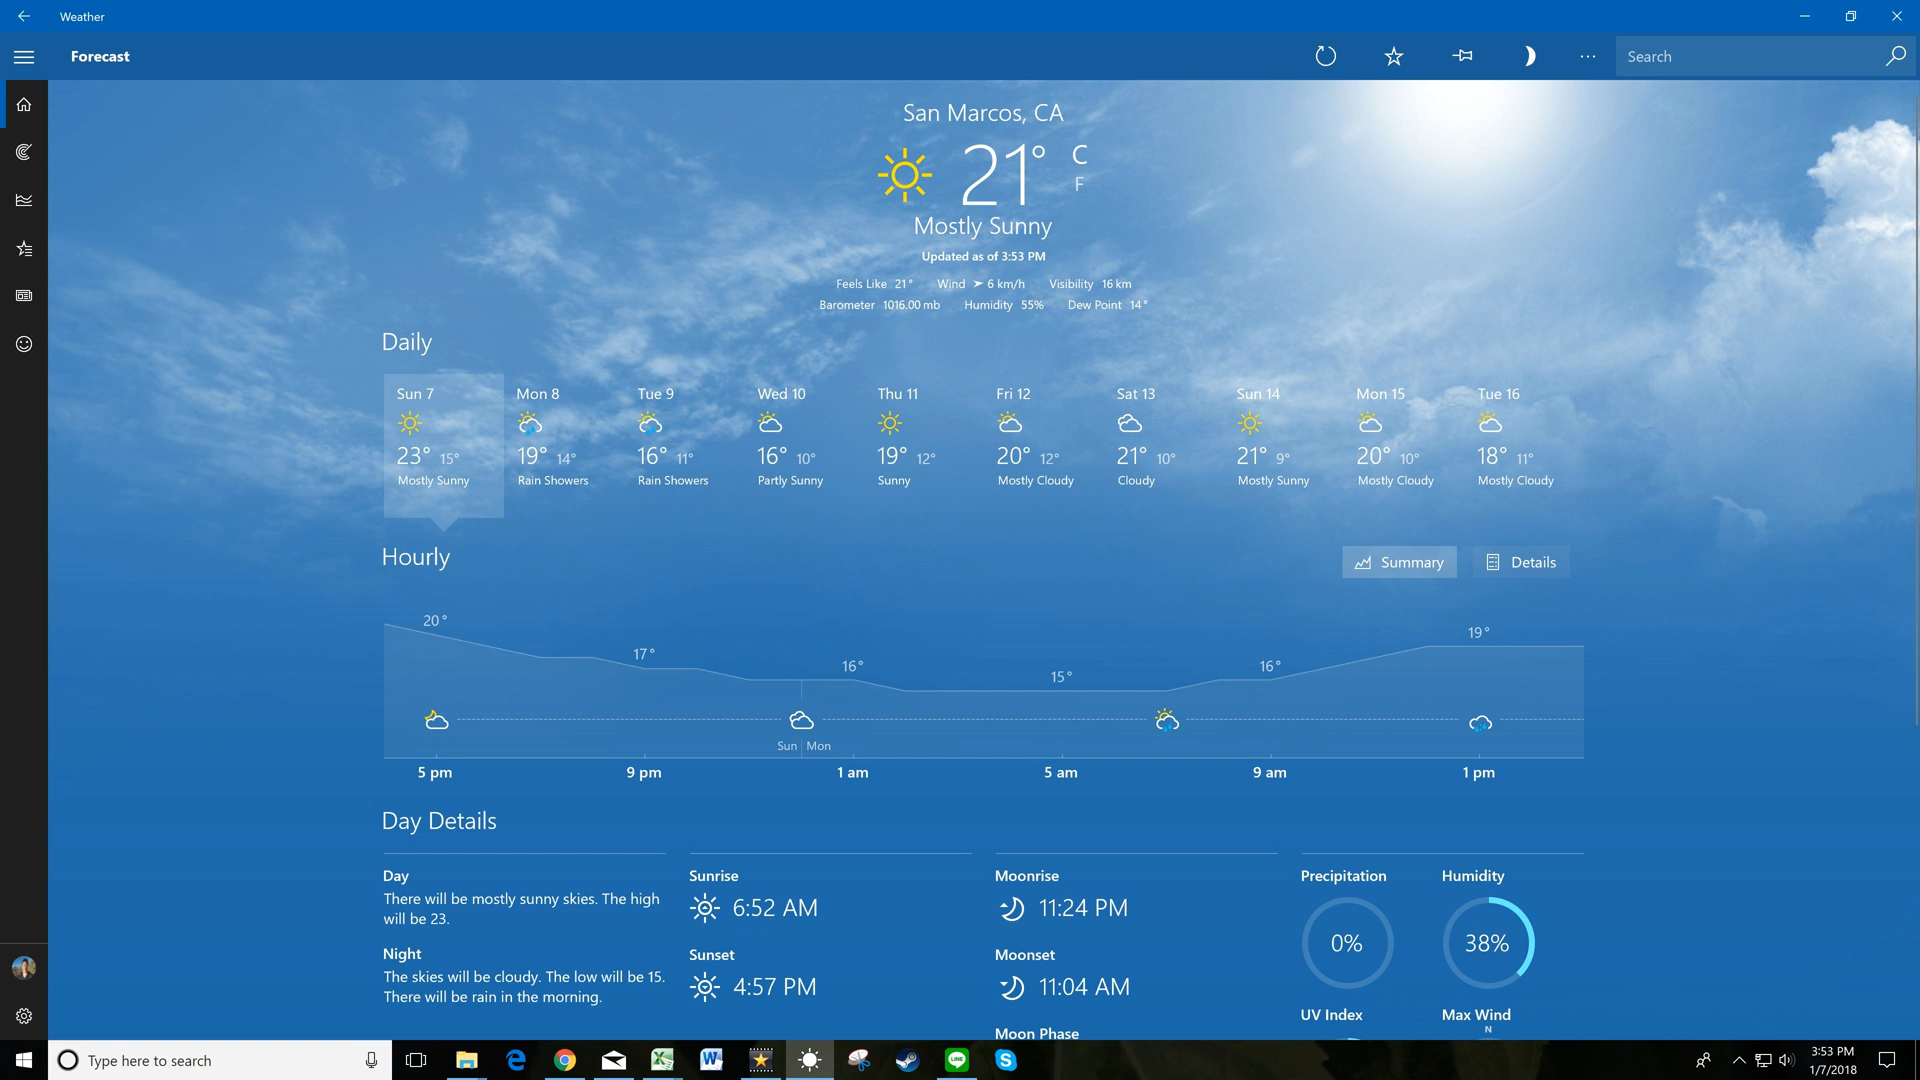 Weather
Forecast
Search
San Marcos, CA
21° C
F
Mostly Sunny
Updated as of 3:53 PM
Feels Like 21° Wind 6 km/h Visibility 16 km
Barometer 1016.00 mb Humidity 55% Dew Point 14°
Daily
Sun 7 Mon 8 Tue 9 Wed 10 Thu 11 Fri 12 Sat 13 Sun 14 Mon 15 Tue 16
23° 15° 19° 14° 16° 11° 16° 10° 19° 12° 20° 12° 21° 10° 21° 9° 20° 10° 18° 11°
Mostly Sunny Rain Showers Rain Showers Partly Sunny Sunny Mostly Cloudy Cloudy Mostly Sunny Mostly Cloudy Mostly Cloudy
Hourly
Summary Details
20° 17° 16° 15° 16° 19°
Sun Mon
5 pm 9 pm 1 am 5 am 9 am 1 pm
Day Details
Day
There will be mostly sunny skies. The high
will be 23.
Night
The skies will be cloudy. The low will be 15.
There will be rain in the morning.
Sunrise
6:52 AM
Sunset
4:57 PM
Moonrise
11:24 PM
Moonset
11:04 AM
Moon Phase
Precipitation Humidity
0% 38%
UV Index Max Wind
N
Type here to search
LINE
3:53 PM
1/7/2018